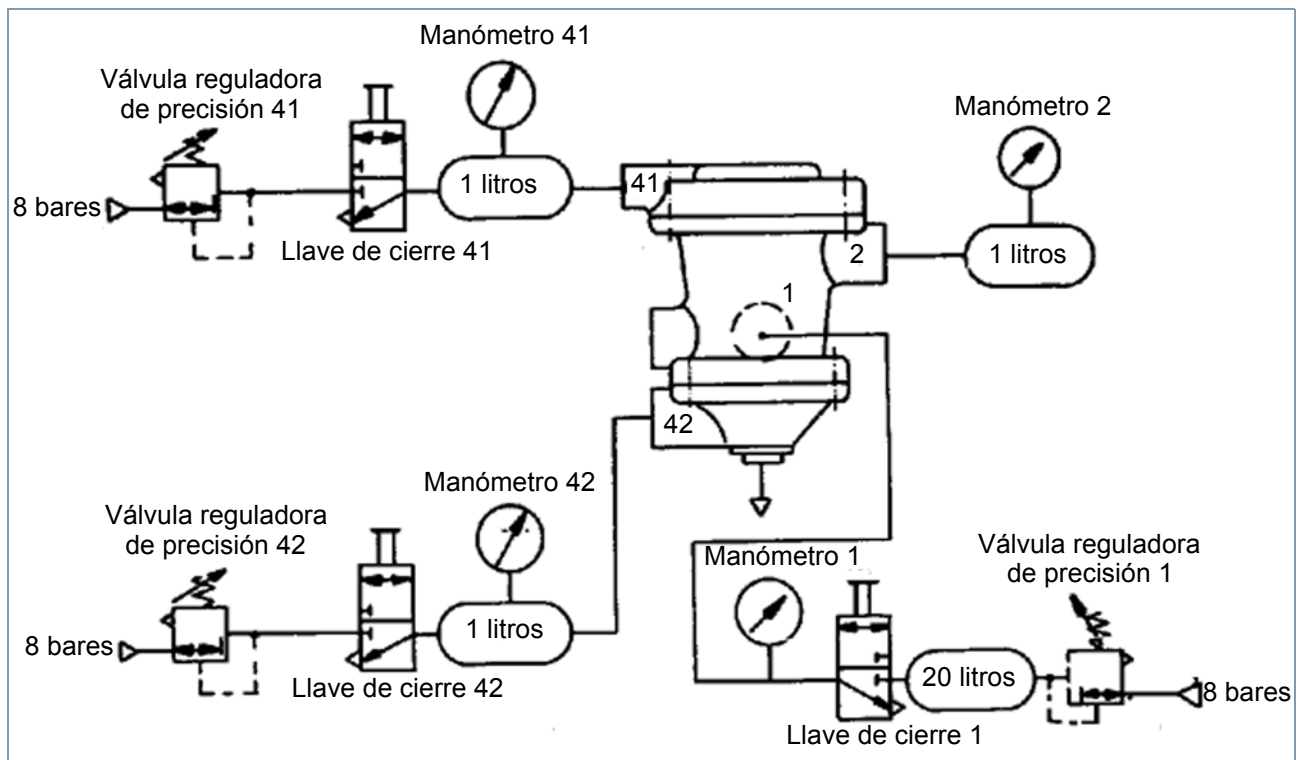 Manómetro 41
Válvula reguladora
de precisión 41
8 bares
1 litros
Llave de cierre 41
41
Manómetro 2
1 litros
2
1
42
Manómetro 42
Válvula reguladora
de precisión 42
8 bares
1 litros
Llave de cierre 42
Manómetro 1
Válvula reguladora
de precisión 1
20 litros
8 bares
Llave de cierre 1